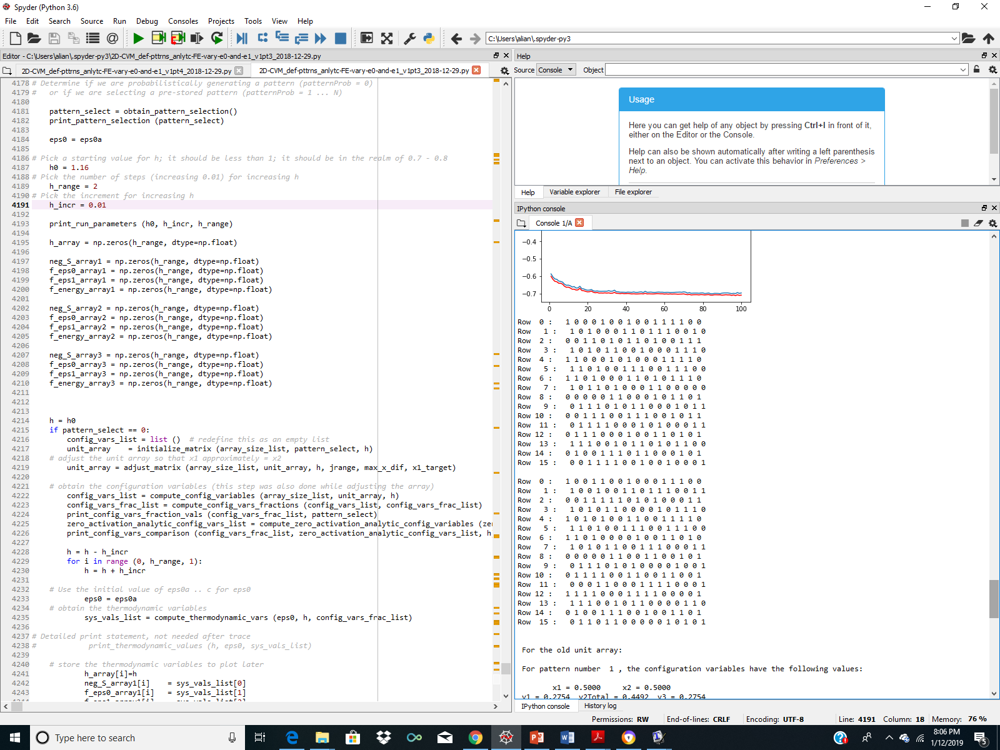 Spyder (Python 3.6)
File Edit Search Source Run Debug Consoles Projects Tools View Help
C:\Users\alian\.spyder-py3
Editor - C:\Users\alian\.spyder-py3\2D-CVM_def-pttrns_anlytc-FE-vary-e0-and-e1_v1pt3_2018-12-29.py
2D-CVM_def-pttrns_anlytc-FE-vary-e0-and-e1_v1pt4_2018-12-29.py
2D-CVM_def-pttrns_anlytc-FE-vary-e0-and-e1_v1pt3_2018-12-29.py
4178 # Determine if we are probabilistically generating a pattern (patternProb = 0)
4179 # or if we are selecting a pre-stored pattern (patternProb = 1 ... N)
4180
4181 pattern_select = obtain_pattern_selection()
4182 print_pattern_selection (pattern_select)
4183
4184 eps0 = eps0a
4185
4186 # Pick a starting value for h; it should be less than 1; it should be in the realm of 0.7 - 0.8
4187 h0 = 1.16
4188 # Pick the number of steps (increasing 0.01) for increasing h
4189 h_range = 2
4190 # Pick the increment for increasing h
4191 h_incr = 0.01
4192
4193 print_run_parameters (h0, h_incr, h_range)
4194
4195 h_array = np.zeros(h_range, dtype=np.float)
4196
4197 neg_S_array1 = np.zeros(h_range, dtype=np.float)
4198 f_eps0_array1 = np.zeros(h_range, dtype=np.float)
4199 f_eps1_array1 = np.zeros(h_range, dtype=np.float)
4200 f_energy_array1 = np.zeros(h_range, dtype=np.float)
4201
4202 neg_S_array2 = np.zeros(h_range, dtype=np.float)
4203 f_eps0_array2 = np.zeros(h_range, dtype=np.float)
4204 f_eps1_array2 = np.zeros(h_range, dtype=np.float)
4205 f_energy_array2 = np.zeros(h_range, dtype=np.float)
4206
4207 neg_S_array3 = np.zeros(h_range, dtype=np.float)
4208 f_eps0_array3 = np.zeros(h_range, dtype=np.float)
4209 f_eps1_array3 = np.zeros(h_range, dtype=np.float)
4210 f_energy_array3 = np.zeros(h_range, dtype=np.float)
4211
4212
4213
4214 h = h0
4215 if pattern_select == 0:
4216 config_vars_list = list () # redefine this as an empty list
4217 unit_array = initialize_matrix (array_size_list, pattern_select, h)
4218 # adjust the unit array so that x1 approximately = x2
4219 unit_array = adjust_matrix (array_size_list, unit_array, h, jrange, max_x_dif, x1_target)
4220
4221 # obtain the configuration variables (this step was also done while adjusting the array)
4222 config_vars_list = compute_config_variables (array_size_list, unit_array, h)
4223 config_vars_frac_list = compute_config_vars_fractions (config_vars_list, config_vars_frac_list)
4224 print_config_vars_fraction_vals (config_vars_frac_list, pattern_select)
4225 zero_activation_analytic_config_vars_list = compute_zero_activation_analytic_config_variables (ze
4226 print_config_vars_comparison (config_vars_frac_list, zero_activation_analytic_config_vars_list, h
4227
4228 h = h - h_incr
4229 for i in range (0, h_range, 1):
4230 h = h + h_incr
4231
4232 # Use the initial value of eps0a .. c for eps0
4233 eps0 = eps0a
4234 # obtain the thermodynamic variables
4235 sys_vals_list = compute_thermodynamic_vars (eps0, h, config_vars_frac_list)
4236
4237 # Detailed print statement, not needed after trace
4238 # print_thermodynamic_values (h, eps0, sys_vals_list)
4239
4240 # store the thermodynamic variables to plot later
4241 h_array[i]=h
4242 neg_S_array1[i] = sys_vals_list[0]
4243 f_eps0_array1[i] = sys_vals_list[1]
Help
Source Console Object
Usage
Here you can get help of any object by pressing Ctrl+I in front of it,
either on the Editor or the Console.
Help can also be shown automatically after writing a left parenthesis
next to an object. You can activate this behavior in Preferences >
Help.
Help Variable explorer File explorer
IPython console
Console 1/A
−0.4
−0.5
−0.6
−0.7
0 20 40 60 80 100
Row 0 : 1 0 0 0 1 0 0 1 0 0 1 1 1 1 0 0
Row 1 : 1 0 1 0 0 0 1 1 0 1 1 1 0 0 1 0
Row 2 : 0 0 1 1 0 1 0 1 1 0 1 0 0 1 1 1
Row 3 : 1 0 1 0 1 1 0 0 1 0 0 0 1 1 1 0
Row 4 : 1 1 0 0 0 1 0 1 0 0 0 1 1 1 1 0
Row 5 : 1 1 0 1 0 0 1 1 1 0 0 1 1 1 0 0
Row 6 : 1 1 0 1 0 0 0 1 1 0 1 0 1 1 1 0
Row 7 : 1 0 1 1 0 1 0 0 0 1 1 0 0 0 0 0
Row 8 : 0 0 0 0 0 1 1 0 0 0 1 0 1 1 0 1
Row 9 : 0 1 1 1 0 1 0 1 1 0 0 0 1 0 1 1
Row 10 : 0 0 1 1 1 0 0 1 1 1 0 0 1 0 1 1
Row 11 : 0 1 1 1 1 0 0 0 1 0 1 0 0 0 1 1
Row 12 : 0 1 1 1 0 0 0 1 0 0 1 1 0 1 0 1
Row 13 : 1 1 1 0 0 1 0 1 1 0 1 0 1 1 0 0
Row 14 : 0 1 0 0 1 1 1 0 1 1 0 0 0 1 0 1
Row 15 : 0 0 1 1 1 1 0 0 1 0 0 1 0 0 0 1
Row 0 : 1 0 0 1 1 0 0 1 0 0 0 1 1 1 0 0
Row 1 : 1 0 0 1 0 0 1 1 0 1 1 1 0 0 1 1
Row 2 : 0 0 1 1 1 1 1 0 1 0 1 0 0 0 1 1
Row 3 : 1 0 1 0 1 1 0 0 0 0 1 0 1 1 1 0
Row 4 : 1 0 1 0 1 0 0 1 1 0 0 1 1 1 1 0
Row 5 : 1 1 0 1 0 0 1 1 1 0 0 1 1 1 0 0
Row 6 : 1 1 0 1 0 0 0 0 1 0 0 1 1 0 1 0
Row 7 : 1 0 1 0 1 1 0 0 1 1 1 0 0 0 1 1
Row 8 : 0 0 0 0 0 1 1 0 0 1 1 0 0 1 0 1
Row 9 : 0 1 1 1 0 1 0 1 0 0 0 0 1 0 0 1
Row 10 : 0 1 1 1 1 0 0 1 1 0 0 1 1 0 0 1
Row 11 : 0 0 0 1 1 0 0 0 1 1 1 1 0 0 0 1
Row 12 : 1 1 1 1 0 0 0 1 1 1 1 0 0 0 0 1
Row 13 : 1 1 1 0 0 1 0 1 1 0 0 0 0 1 1 0
Row 14 : 0 1 0 0 1 1 1 0 0 1 0 0 1 1 0 1
Row 15 : 0 1 1 0 1 1 0 0 0 0 0 1 0 1 0 1
For the old unit array:
For pattern number 1 , the configuration variables have the following values:
x1 = 0.5000 x2 = 0.5000
y1 = 0.2754 y2Total = 0.4492 y3 = 0.2754
IPython console History log
Permissions: RW End-of-lines: CRLF Encoding: UTF-8 Line: 4191 Column: 18 Memory: 76 %
Type here to search
8:06 PM
1/12/2019
5